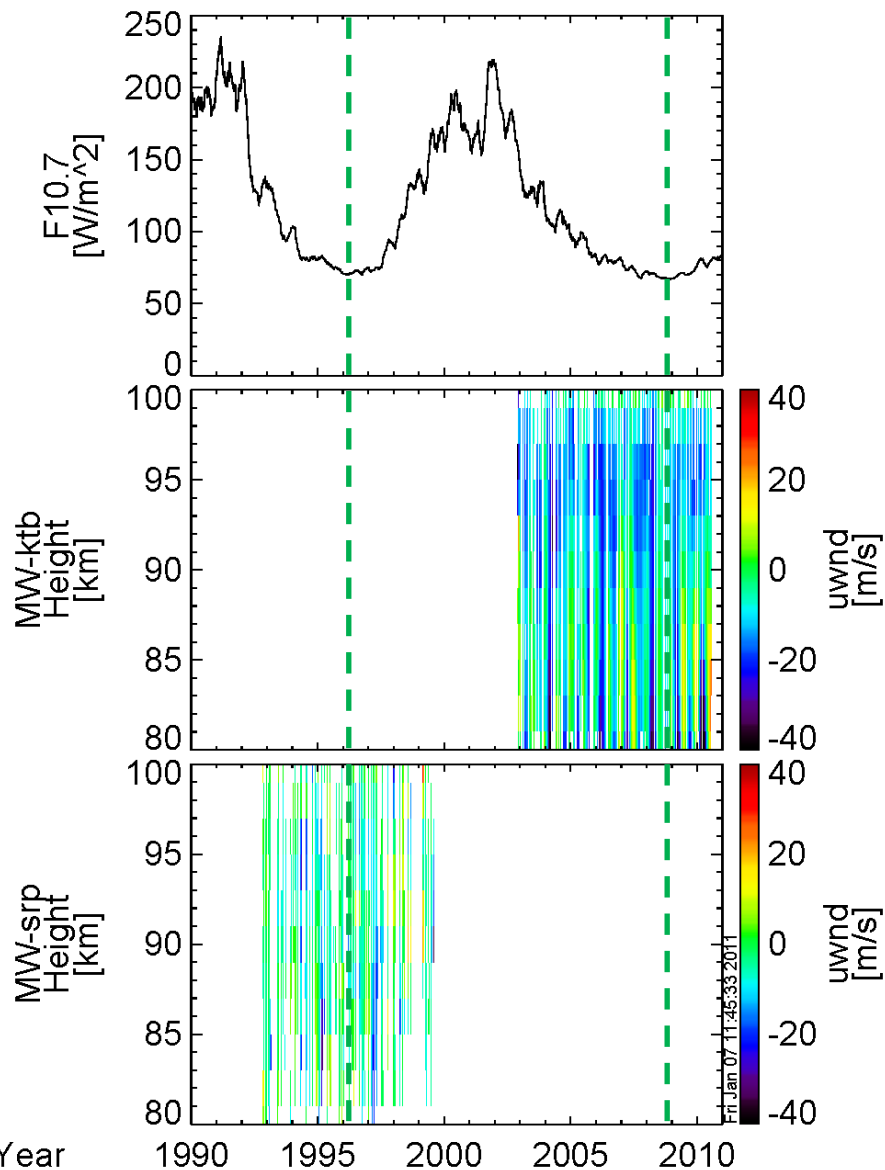 250
200
150
100
50
0
F10.7
[W/m^2]
100
95
90
85
80
MW-ktb
Height
[km]
40
20
0
-20
-40
uwnd
[m/s]
100
95
90
85
80
MW-srp
Height
[km]
40
20
0
-20
-40
uwnd
[m/s]
Fri Jan 07 11:45:33 2011
Year 1990 1995 2000 2005 2010